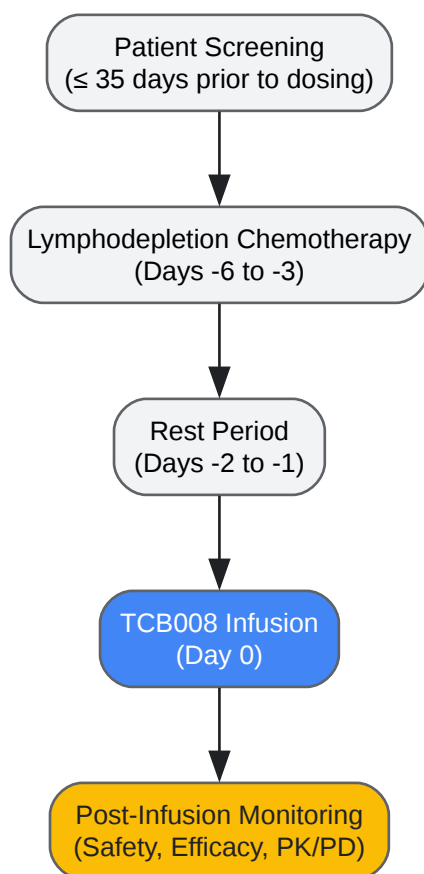 Patient Screening
(≤ 35 days prior to dosing)
Lymphodepletion Chemotherapy
(Days -6 to -3)
Rest Period
(Days -2 to -1)
TCB008 Infusion
(Day 0)
Post-Infusion Monitoring
(Safety, Efficacy, PK/PD)